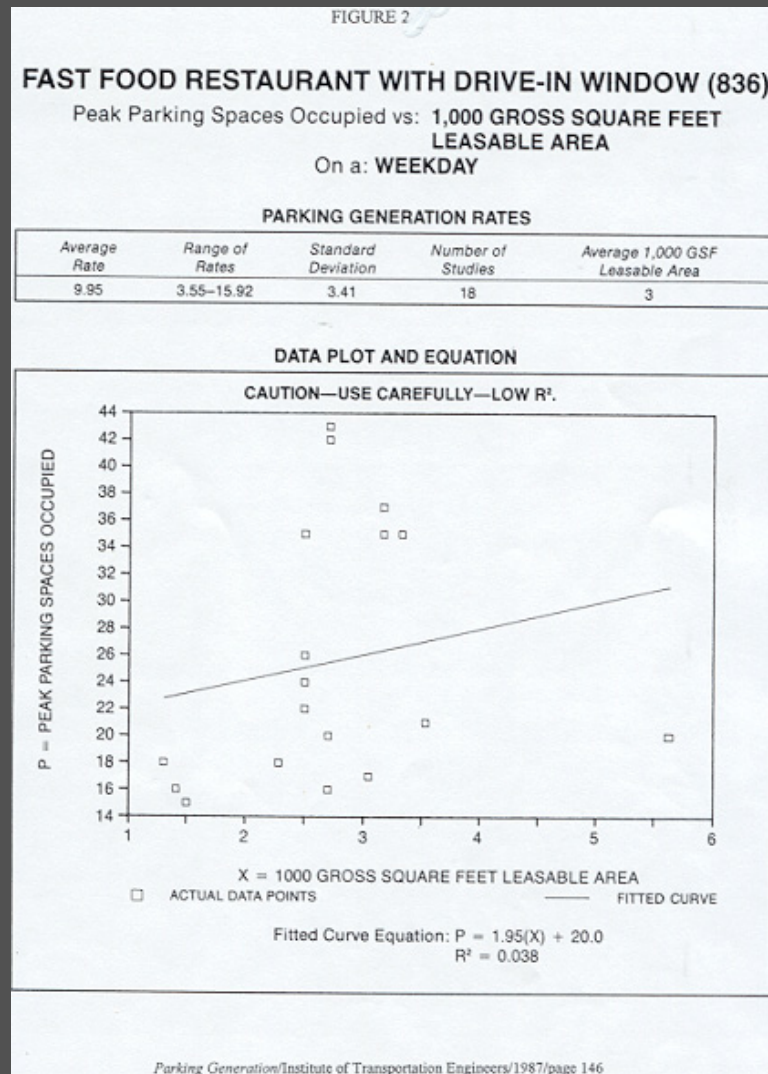 FIGURE 2
FAST FOOD RESTAURANT WITH DRIVE-IN WINDOW (836)
Peak Parking Spaces Occupied vs: 1,000 GROSS SQUARE FEET
LEASABLE AREA
On a: WEEKDAY
PARKING GENERATION RATES
Average Rate Range of Rates Standard Deviation Number of Studies Average 1,000 GSF Leasable Area
9.95 3.55–15.92 3.41 18 3
DATA PLOT AND EQUATION
CAUTION—USE CAREFULLY—LOW R².
P = PEAK PARKING SPACES OCCUPIED
44
42
40
38
36
34
32
30
28
26
24
22
20
18
16
14
1 2 3 4 5 6
X = 1000 GROSS SQUARE FEET LEASABLE AREA
ACTUAL DATA POINTS FITTED CURVE
Fitted Curve Equation: P = 1.95(X) + 20.0
R² = 0.038
Parking Generation/Institute of Transportation Engineers/1987/page 146